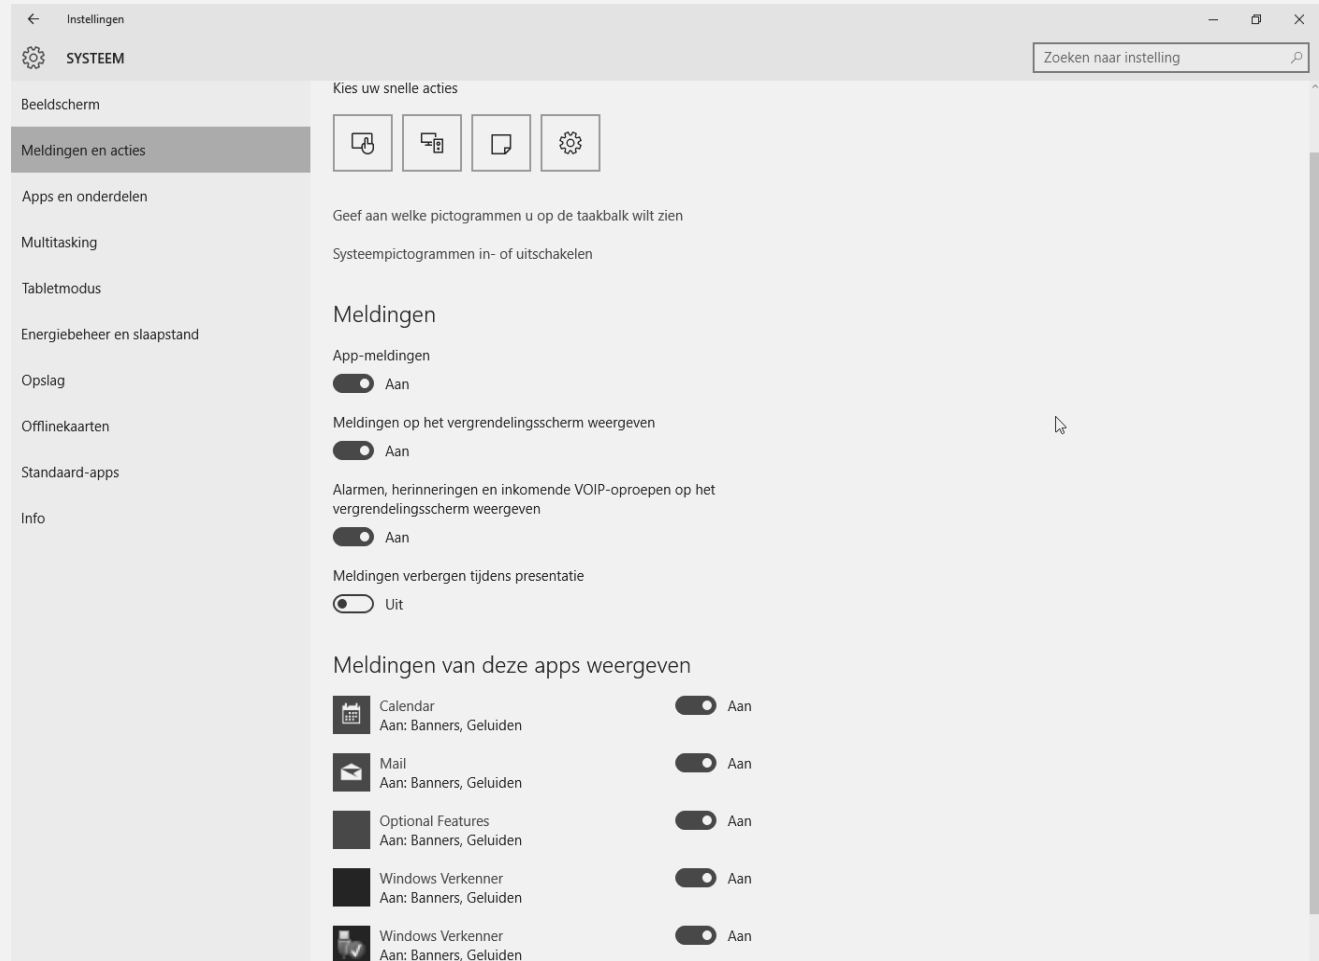 Instellingen
SYSTEEM
Zoeken naar instelling
Beeldscherm
Meldingen en acties
Apps en onderdelen
Multitasking
Tabletmodus
Energiebeheer en slaapstand
Opslag
Offlinekaarten
Standaard-apps
Info
Kies uw snelle acties
Geef aan welke pictogrammen u op de taakbalk wilt zien
Systeempictogrammen in- of uitschakelen
Meldingen
App-meldingen
Aan
Meldingen op het vergrendelingsscherm weergeven
Aan
Alarmen, herinneringen en inkomende VOIP-oproepen op het
vergrendelingsscherm weergeven
Aan
Meldingen verbergen tijdens presentatie
Uit
Meldingen van deze apps weergeven
Calendar
Aan: Banners, Geluiden
Aan
Mail
Aan: Banners, Geluiden
Aan
Optional Features
Aan: Banners, Geluiden
Aan
Windows Verkenner
Aan: Banners, Geluiden
Aan
Windows Verkenner
Aan: Banners, Geluiden
Aan